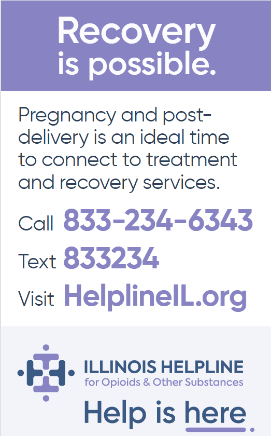 Recovery
is possible.
Pregnancy and post-
delivery is an ideal time
to connect to treatment
and recovery services.
Call 833-234-6343
Text 833234
Visit HelplineIL.org
ILLINOIS HELPLINE
for Opioids & Other Substances
Help is here.